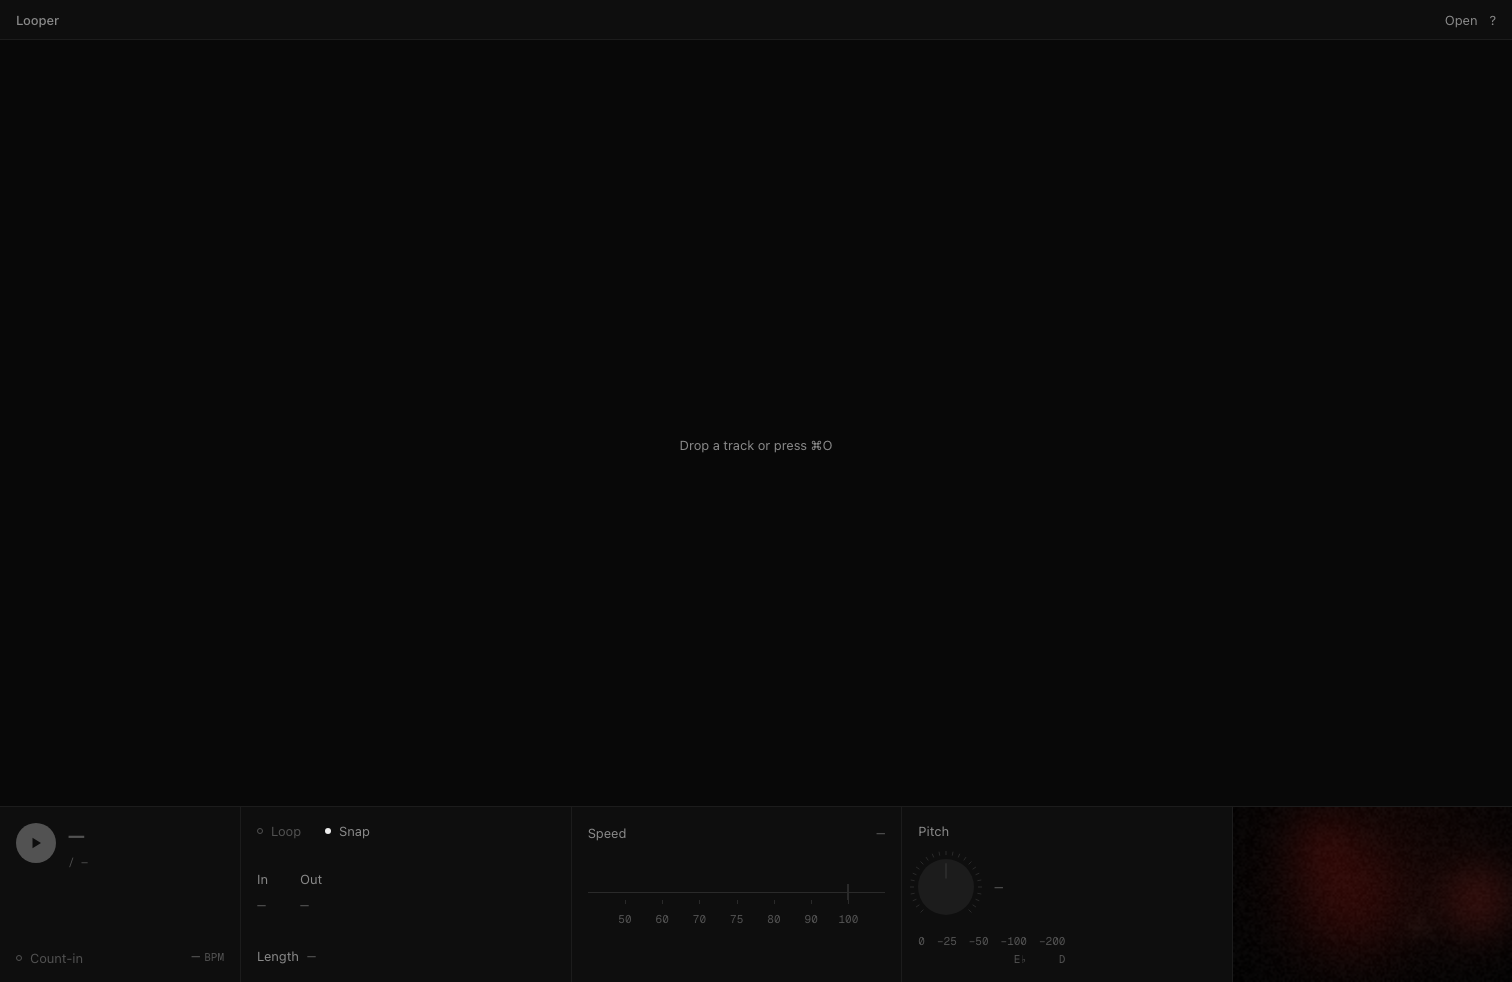 Looper
Open ?
Drop a track or press ⌘O
—
/ –
Count-in
— BPM
Loop Snap
In Out
— —
Length —
Speed —
50 60 70 75 80 90 100
Pitch
—
0 -25 -50 -100 -200
E♭ D